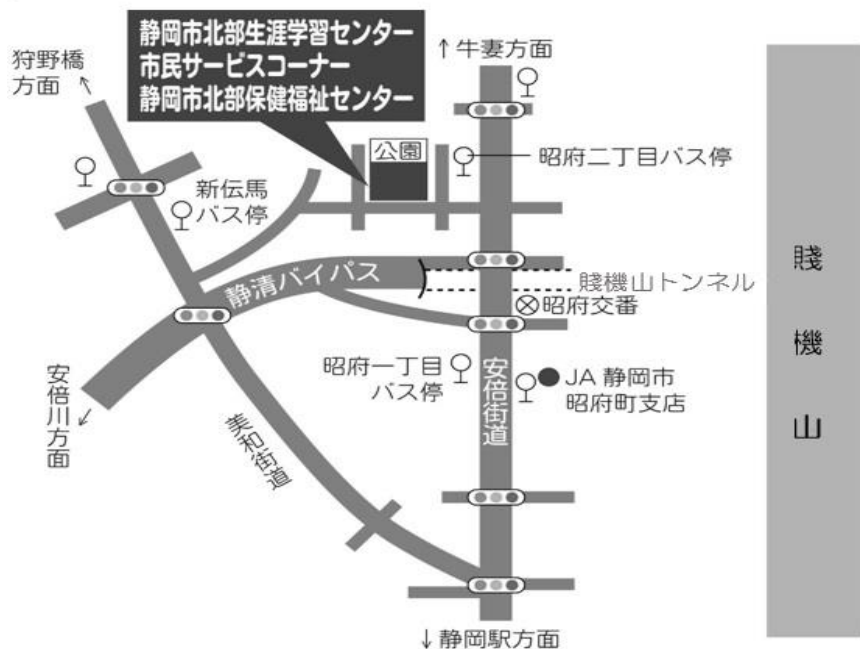 静岡市北部生涯学習センター
市民サービスコーナー
静岡市北部保健福祉センター
↑牛妻方面
狩野橋
方面
公園
昭府二丁目バス停
新伝馬
バス停
静清バイパス
賤機山トンネル
昭府交番
昭府一丁目
バス停
安倍街道
JA 静岡市
昭府町支店
安倍川方面
美和街道
賤機山
↓静岡駅方面